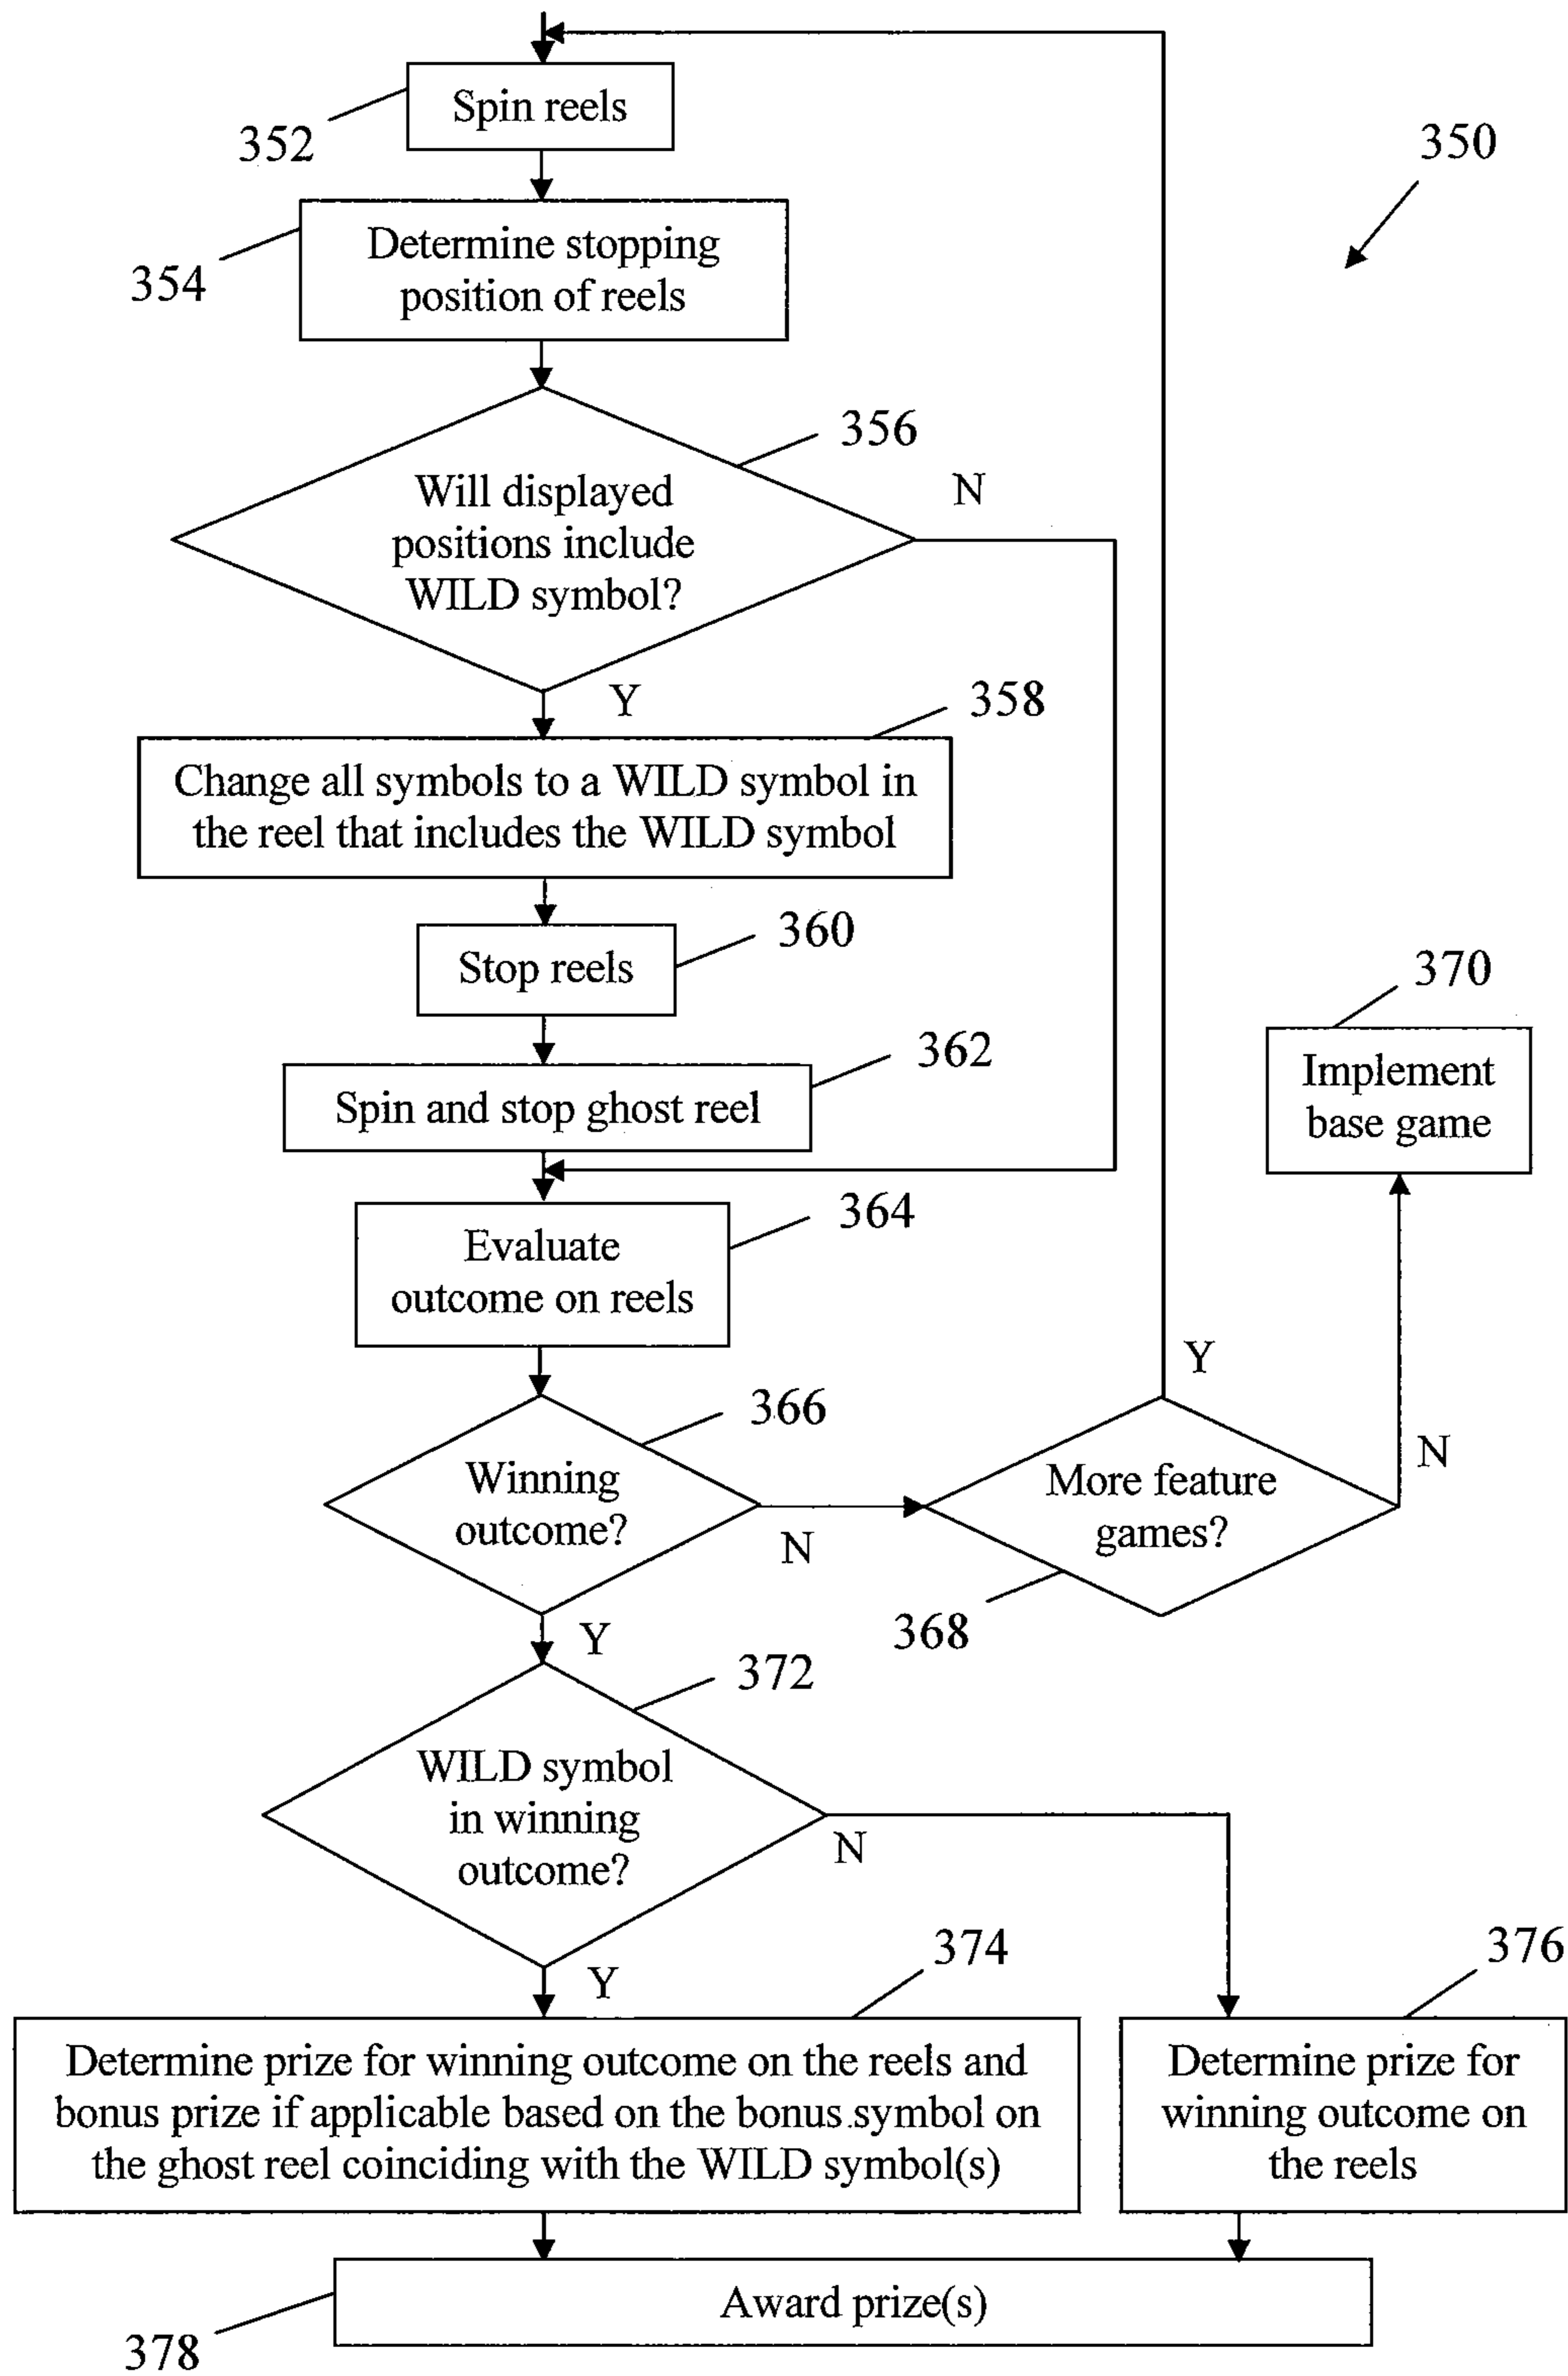 Spin reels
352
350
Determine stopping
position of reels
354
356
N
Will displayed
positions include
WILD symbol?
Y
358
Change all symbols to a WILD symbol in
the reel that includes the WILD symbol
360
Stop reels
370
362
Implement
base game
Spin and stop ghost reel
364
Evaluate
outcome on reels
Y
366
N
Winning
outcome?
More feature
games?
N
368
Y
372
WILD symbol
in winning
outcome?
N
374
376
Y
Determine prize for winning outcome on the reels and
bonus prize if applicable based on the bonus symbol on
the ghost reel coinciding with the WILD symbol(s)
Determine prize for
winning outcome on
the reels
Award prize(s)
378